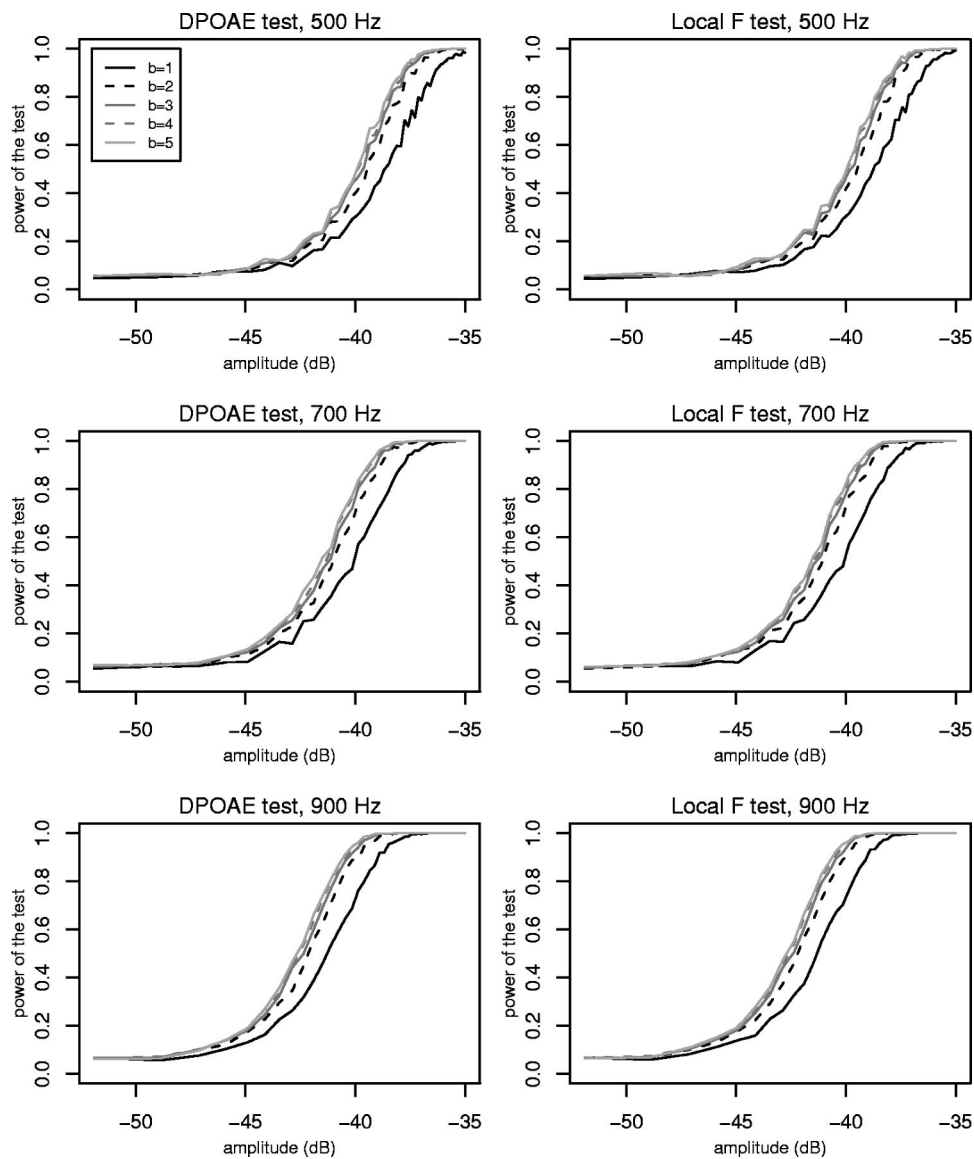 DPOAE test, 500 Hz
power of the test
0.0 0.2 0.4 0.6 0.8 1.0
b=1
b=2
b=3
b=4
b=5
−50 −45 −40 −35
amplitude (dB)
Local F test, 500 Hz
power of the test
0.0 0.2 0.4 0.6 0.8 1.0
−50 −45 −40 −35
amplitude (dB)
DPOAE test, 700 Hz
power of the test
0.0 0.2 0.4 0.6 0.8 1.0
−50 −45 −40 −35
amplitude (dB)
Local F test, 700 Hz
power of the test
0.0 0.2 0.4 0.6 0.8 1.0
−50 −45 −40 −35
amplitude (dB)
DPOAE test, 900 Hz
power of the test
0.0 0.2 0.4 0.6 0.8 1.0
−50 −45 −40 −35
amplitude (dB)
Local F test, 900 Hz
power of the test
0.0 0.2 0.4 0.6 0.8 1.0
−50 −45 −40 −35
amplitude (dB)